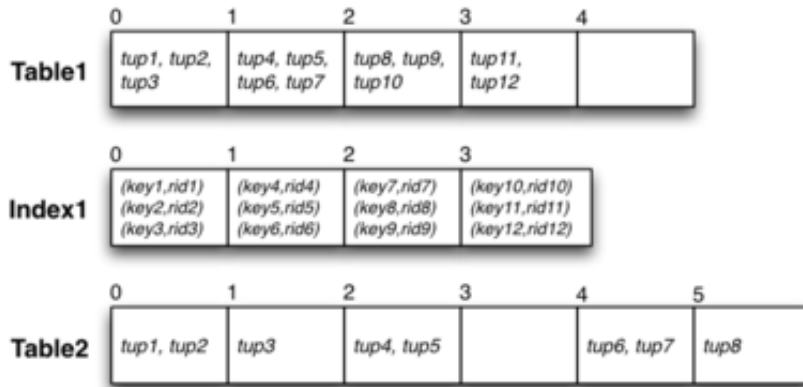 0 1 2 3 4
Table1
tup1, tup2,
tup3
tup4, tup5,
tup6, tup7
tup8, tup9,
tup10
tup11,
tup12
0 1 2 3
Index1
(key1,rid1)
(key2,rid2)
(key3,rid3)
(key4,rid4)
(key5,rid5)
(key6,rid6)
(key7,rid7)
(key8,rid8)
(key9,rid9)
(key10,rid10)
(key11,rid11)
(key12,rid12)
0 1 2 3 4 5
Table2
tup1, tup2
tup3
tup4, tup5
tup6, tup7
tup8